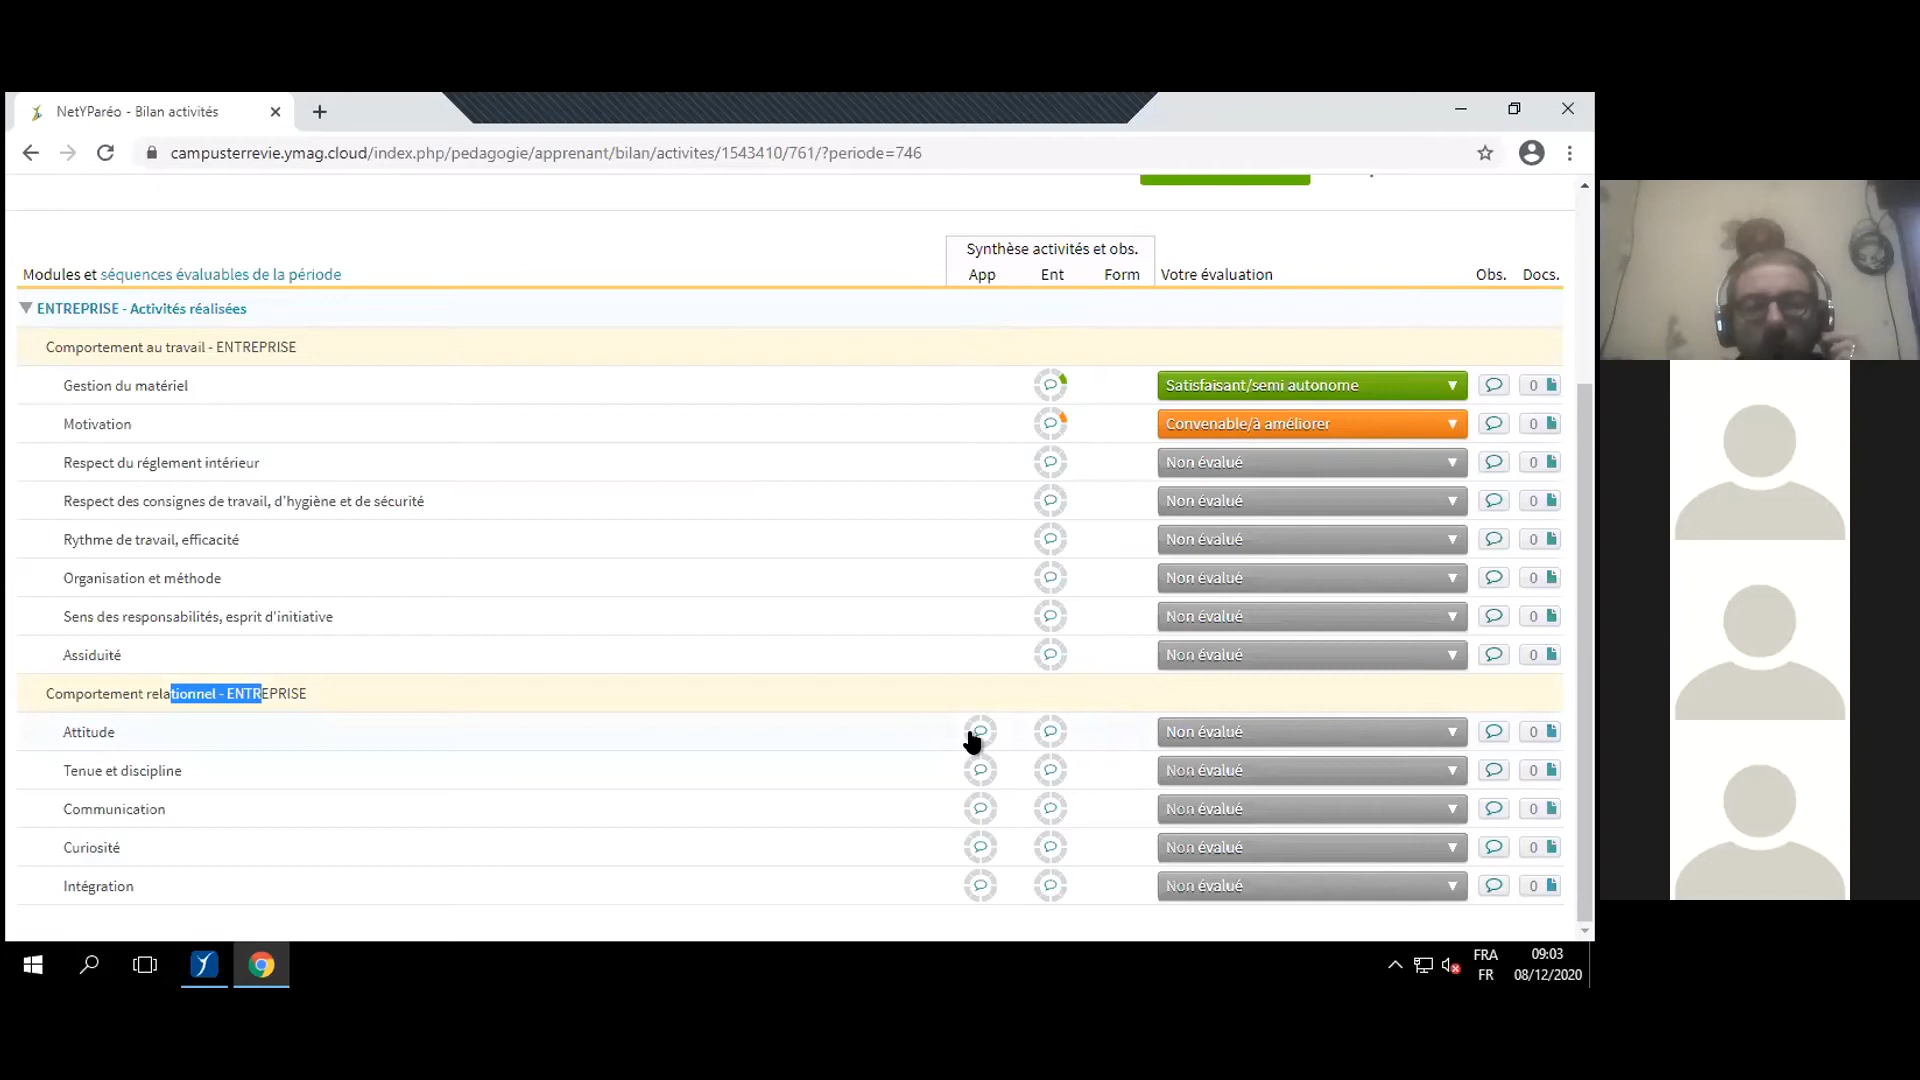 NetYParéo - Bilan activités
campusterrevie.ymag.cloud/index.php/pedagogie/apprenant/bilan/activites/1543410/761/?periode=746
Synthèse activités et obs.
Modules et séquences évaluables de la période App Ent Form Votre évaluation Obs. Docs.
ENTREPRISE - Activités réalisées
Comportement au travail - ENTREPRISE
Gestion du matériel Satisfaisant/semi autonome 0
Motivation Convenable/à améliorer 0
Respect du réglement intérieur Non évalué 0
Respect des consignes de travail, d'hygiène et de sécurité Non évalué 0
Rythme de travail, efficacité Non évalué 0
Organisation et méthode Non évalué 0
Sens des responsabilités, esprit d'initiative Non évalué 0
Assiduité Non évalué 0
Comportement relationnel - ENTREPRISE
Attitude Non évalué 0
Tenue et discipline Non évalué 0
Communication Non évalué 0
Curiosité Non évalué 0
Intégration Non évalué 0
FRA 09:03
FR 08/12/2020